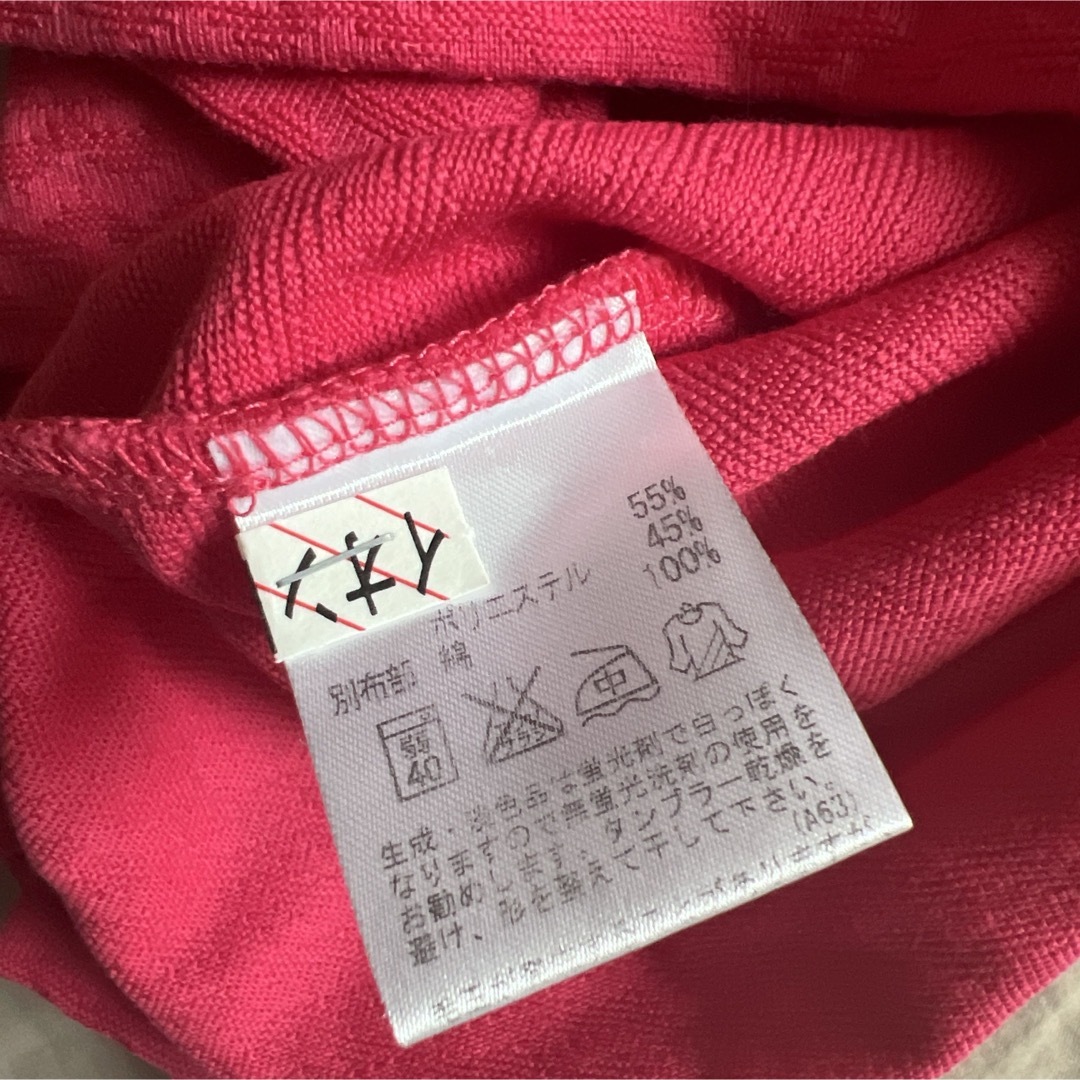 イオン
55%
ポリエステル 45%
別布部 綿 100%
弱
40
中
生成・淡色品は蛍光剤で白っぽく
なりますので無蛍光洗剤の使用を
お勧めします。タンブラー乾燥を
避け、形を整えて干して下さい。
(A63)